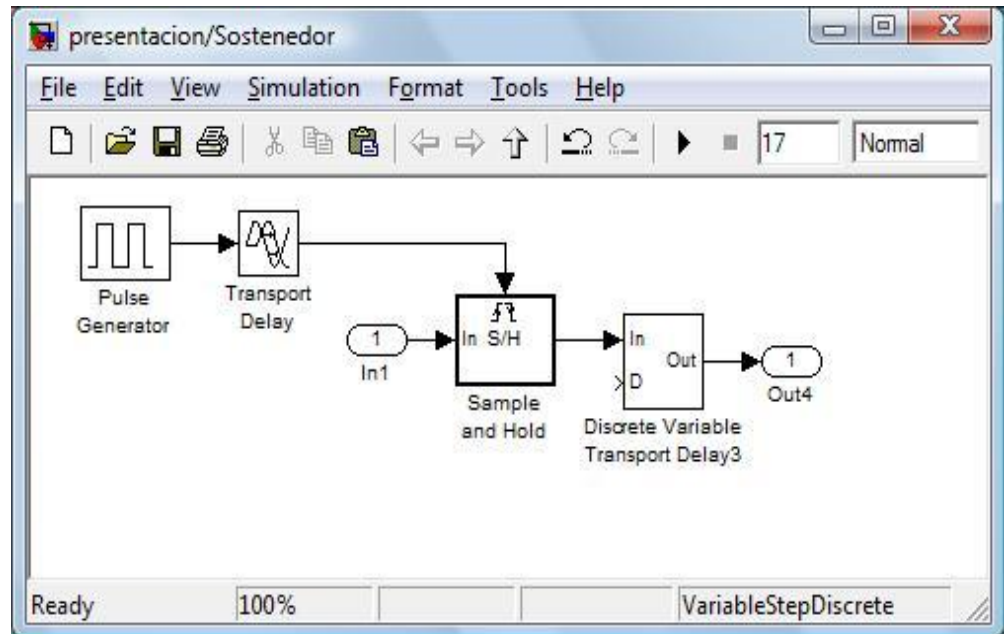 presentacion/Sostenedor
File Edit View Simulation Format Tools Help
17 Normal
Pulse
Generator
Transport
Delay
1
In1
In S/H
Sample
and Hold
In
Out
D
Discrete Variable
Transport Delay3
1
Out4
Ready 100% VariableStepDiscrete